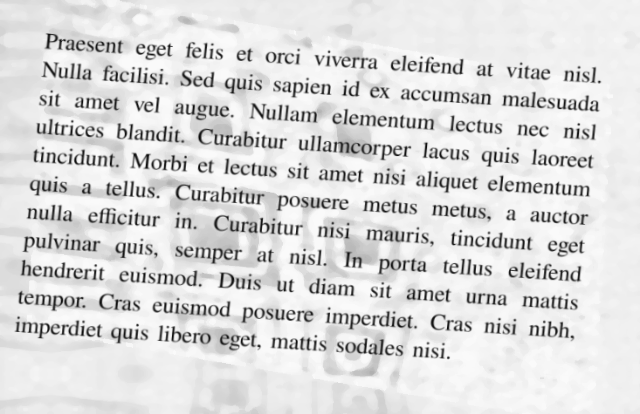 Praesent eget felis et orci viverra eleifend at vitae nisl.
Nulla facilisi. Sed quis sapien id ex accumsan malesuada
sit amet vel augue. Nullam elementum lectus nec nisl
ultrices blandit. Curabitur ullamcorper lacus quis laoreet
tincidunt. Morbi et lectus sit amet nisi aliquet elementum
quis a tellus. Curabitur posuere metus metus, a auctor
nulla efficitur in. Curabitur nisi mauris, tincidunt eget
pulvinar quis, semper at nisl. In porta tellus eleifend
hendrerit euismod. Duis ut diam sit amet urna mattis
tempor. Cras euismod posuere imperdiet. Cras nisi nibh,
imperdiet quis libero eget, mattis sodales nisi.